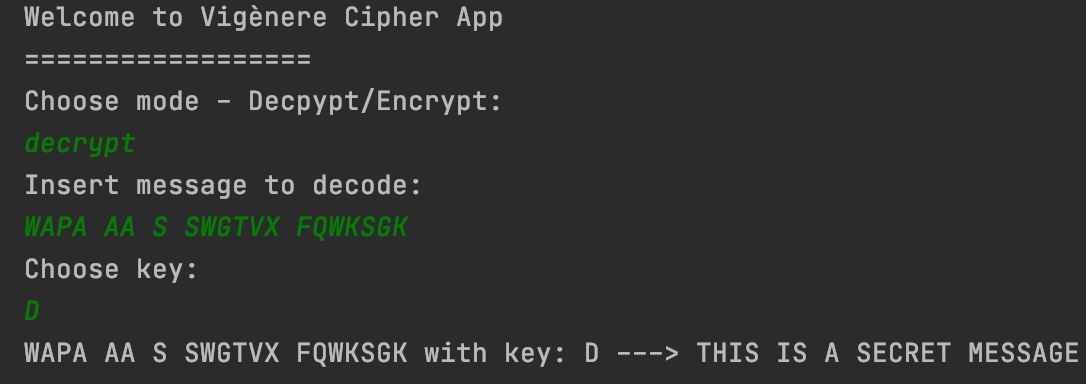 Welcome to Vigènere Cipher App
==================
Choose mode - Decpypt/Encrypt:
decrypt
Insert message to decode:
WAPA AA S SWGTVX FQWKSGK
Choose key:
D
WAPA AA S SWGTVX FQWKSGK with key: D ---> THIS IS A SECRET MESSAGE